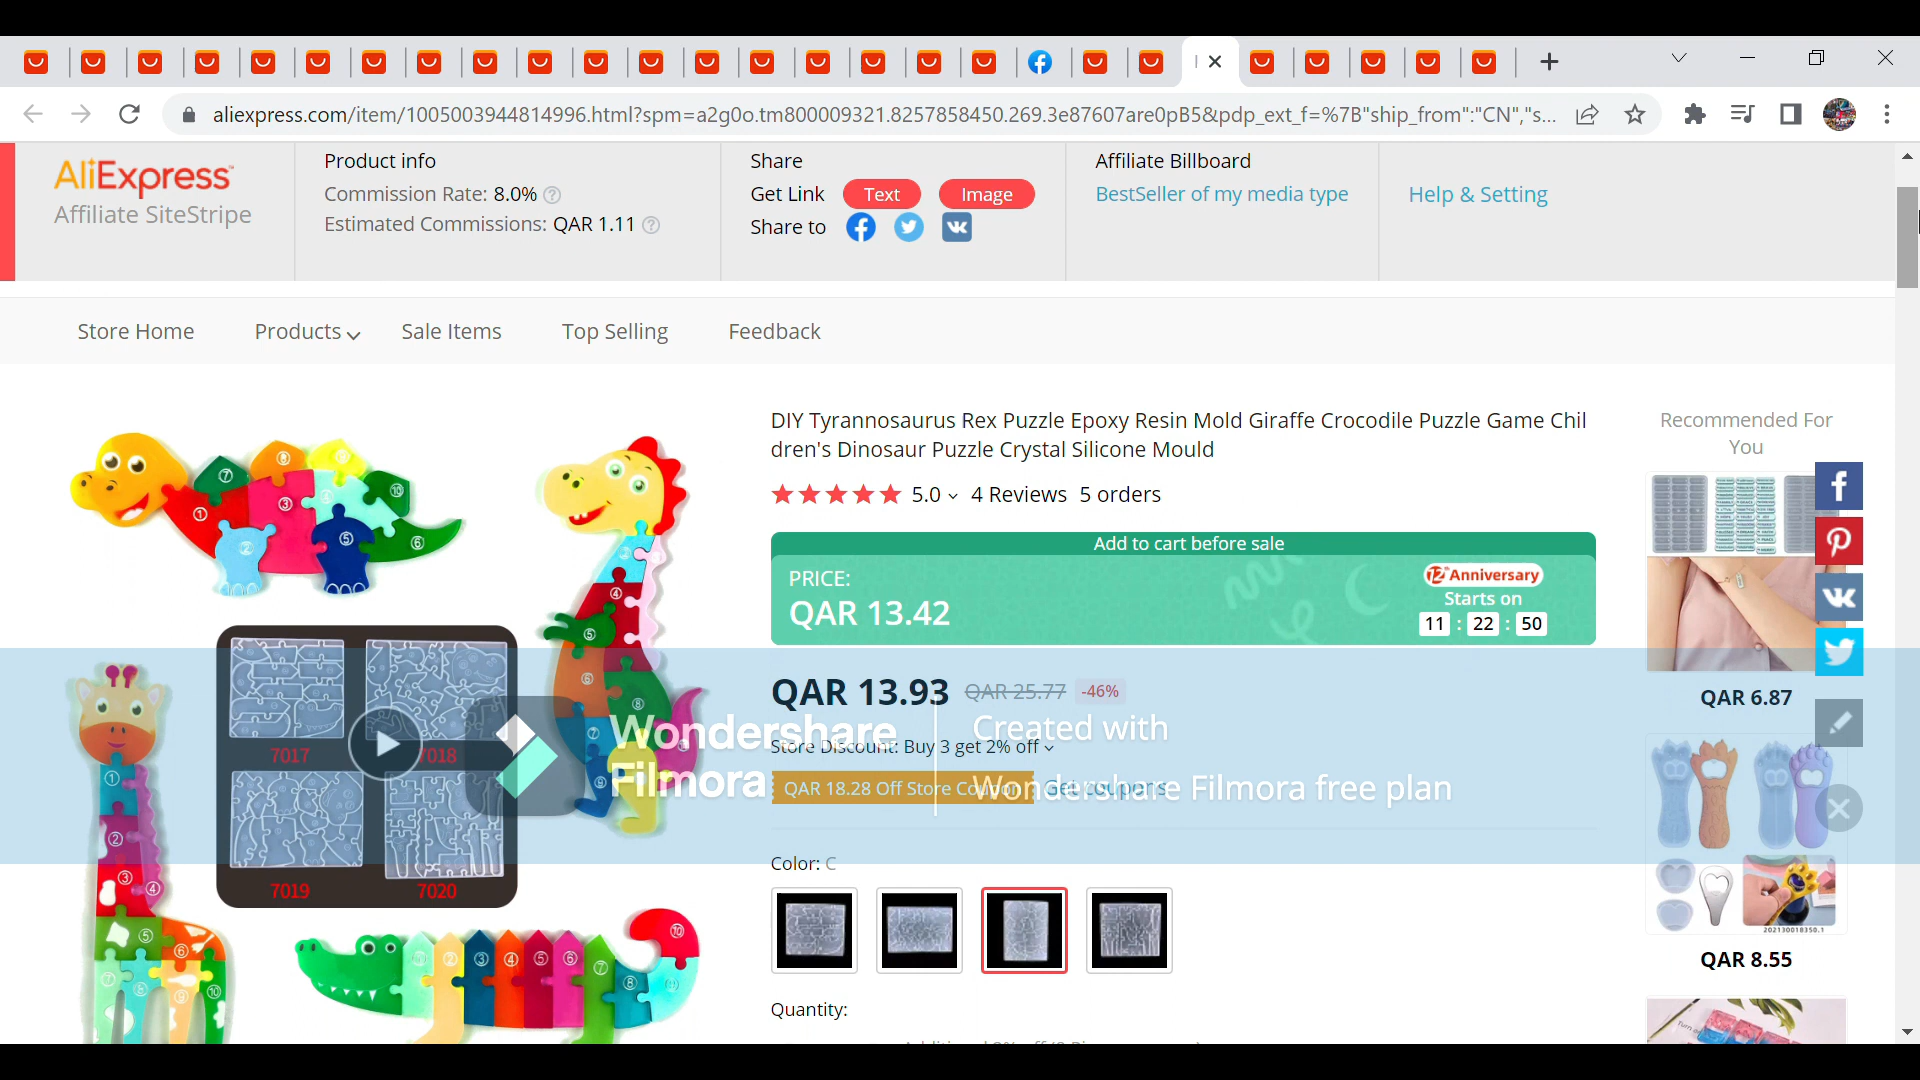 aliexpress.com/item/1005003944814996.html?spm=a2g0o.tm800009321.8257858450.269.3e87607are0pB5&pdp_ext_f=%7B"ship_from":"CN","s...
AliExpress
Affiliate SiteStripe
Product info
Commission Rate: 8.0%
Estimated Commissions: QAR 1.11
Share
Get Link Text Image
Share to
Affiliate Billboard
BestSeller of my media type
Help & Setting
Store Home Products Sale Items Top Selling Feedback
DIY Tyrannosaurus Rex Puzzle Epoxy Resin Mold Giraffe Crocodile Puzzle Game Chil
dren's Dinosaur Puzzle Crystal Silicone Mould
5.0 4 Reviews 5 orders
Add to cart before sale
PRICE:
QAR 13.42
12th Anniversary
Starts on
11 : 22 : 50
QAR 13.93 QAR 25.77 -46%
Store Discount: Buy 3 get 2% off
QAR 18.28 Off Store Coupon Get coupons
Wondershare
Filmora
Created with
Wondershare Filmora free plan
7017 7018
7019 7020
Color: C
Quantity:
Recommended For
You
QAR 6.87
202130018350.1
QAR 8.55